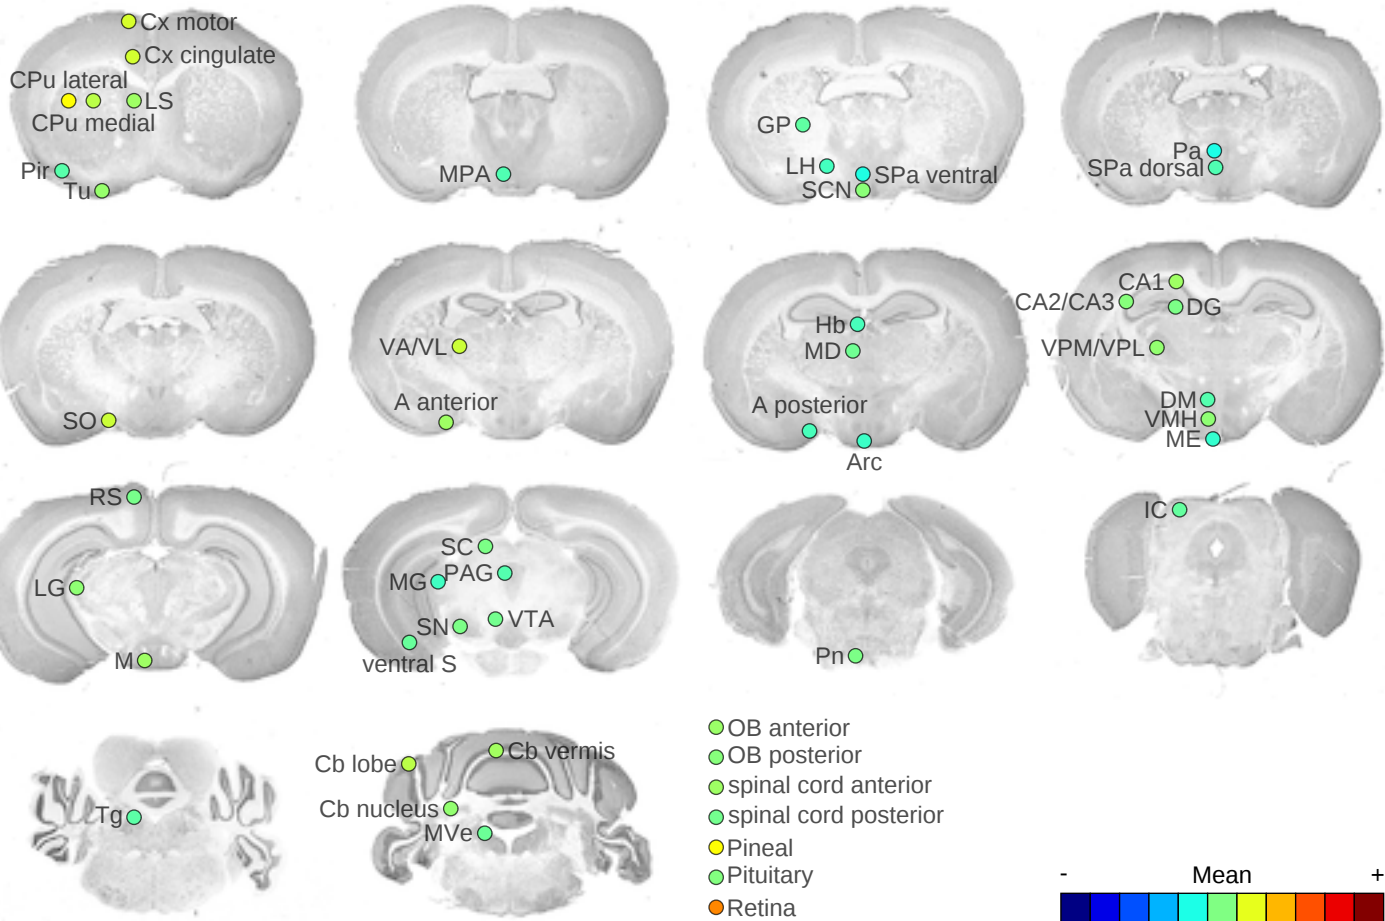 Cx motor
Cx cingulate
CPu lateral
LS
CPu medial
Pir
Tu
MPA
GP
LH
SPa ventral
SCN
Pa
SPa dorsal
SO
VA/VL
A anterior
Hb
MD
A posterior
Arc
CA1
CA2/CA3
DG
VPM/VPL
DM
VMH
ME
RS
LG
M
SC
MG
PAG
SN
VTA
ventral S
Pn
IC
Tg
Cb lobe
Cb vermis
Cb nucleus
MVe
OB anterior
OB posterior
spinal cord anterior
spinal cord posterior
Pineal
Pituitary
Retina
- Mean +